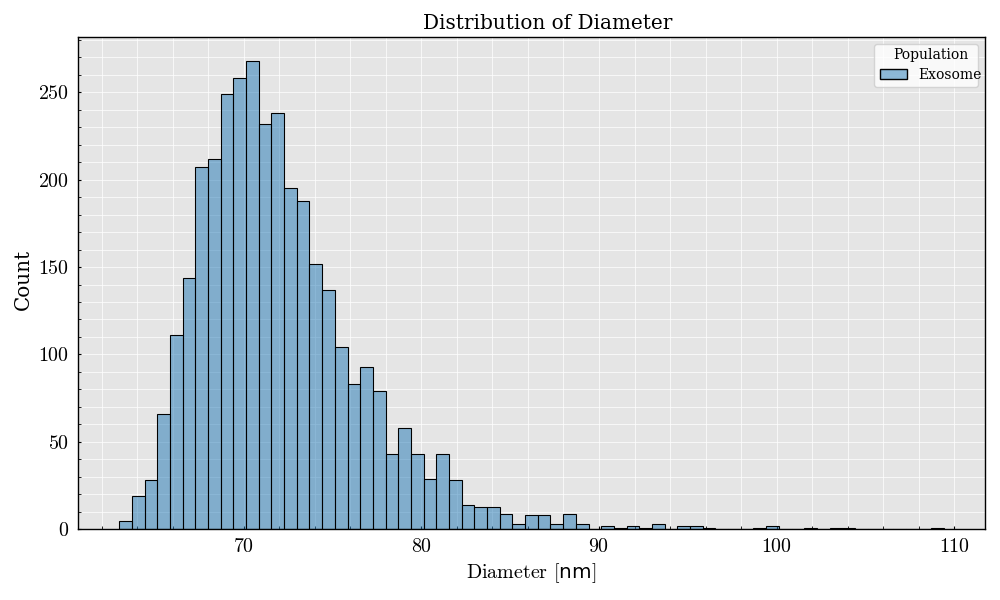 Distribution of Diameter
Population
Exosome
250
200
150
100
50
0
Count
70 80 90 100 110
Diameter [nm]